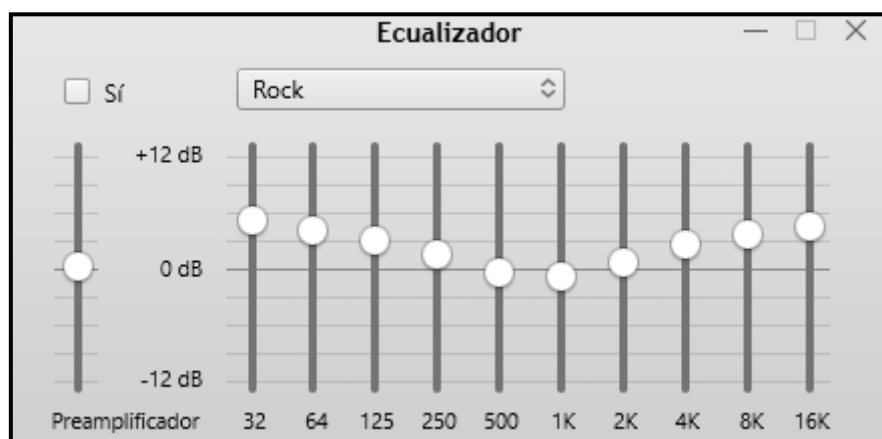 Ecualizador
Sí
Rock
+12 dB
0 dB
-12 dB
Preamplificador 32 64 125 250 500 1K 2K 4K 8K 16K